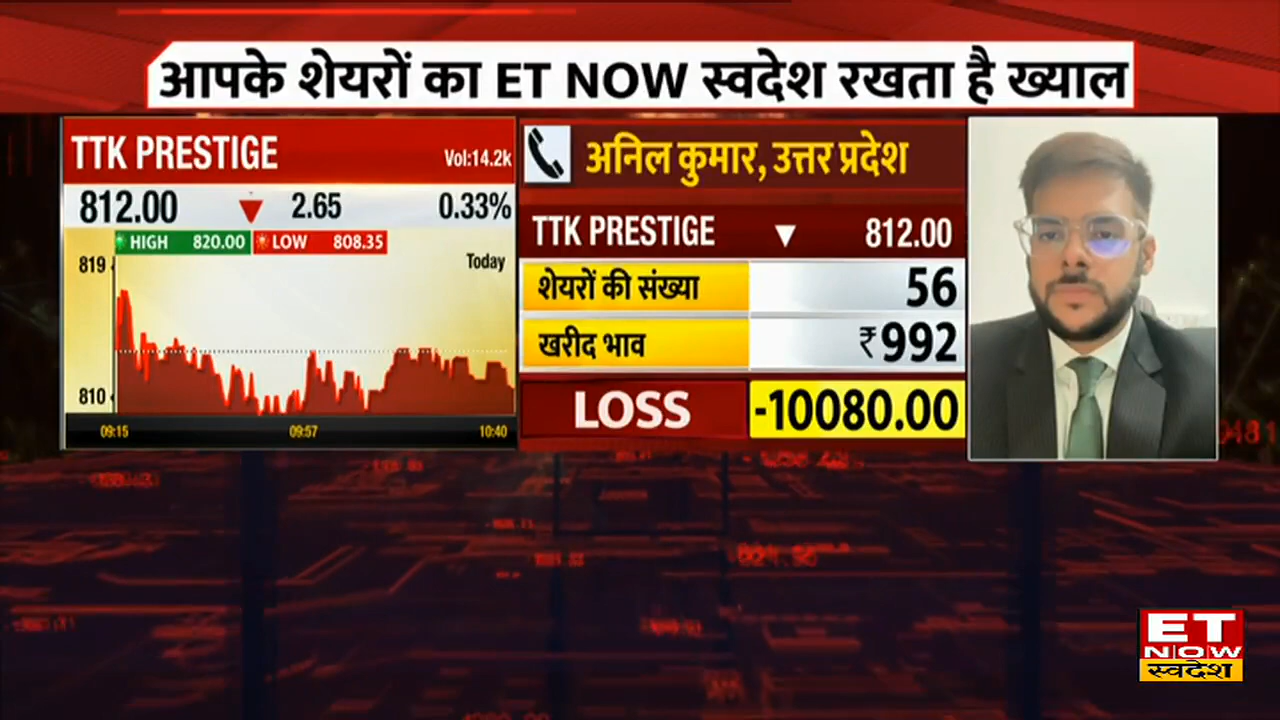 आपके शेयरों का ET NOW स्वदेश रखता है ख्याल
TTK PRESTIGE Vol:14.2k
812.00 ▼ 2.65 0.33%
HIGH 820.00 LOW 808.35
Today
819
810
09:15 09:57 10:40
अनिल कुमार, उत्तर प्रदेश
TTK PRESTIGE ▼ 812.00
शेयरों की संख्या 56
खरीद भाव ₹992
LOSS -10080.00
ET
NOW
स्वदेश